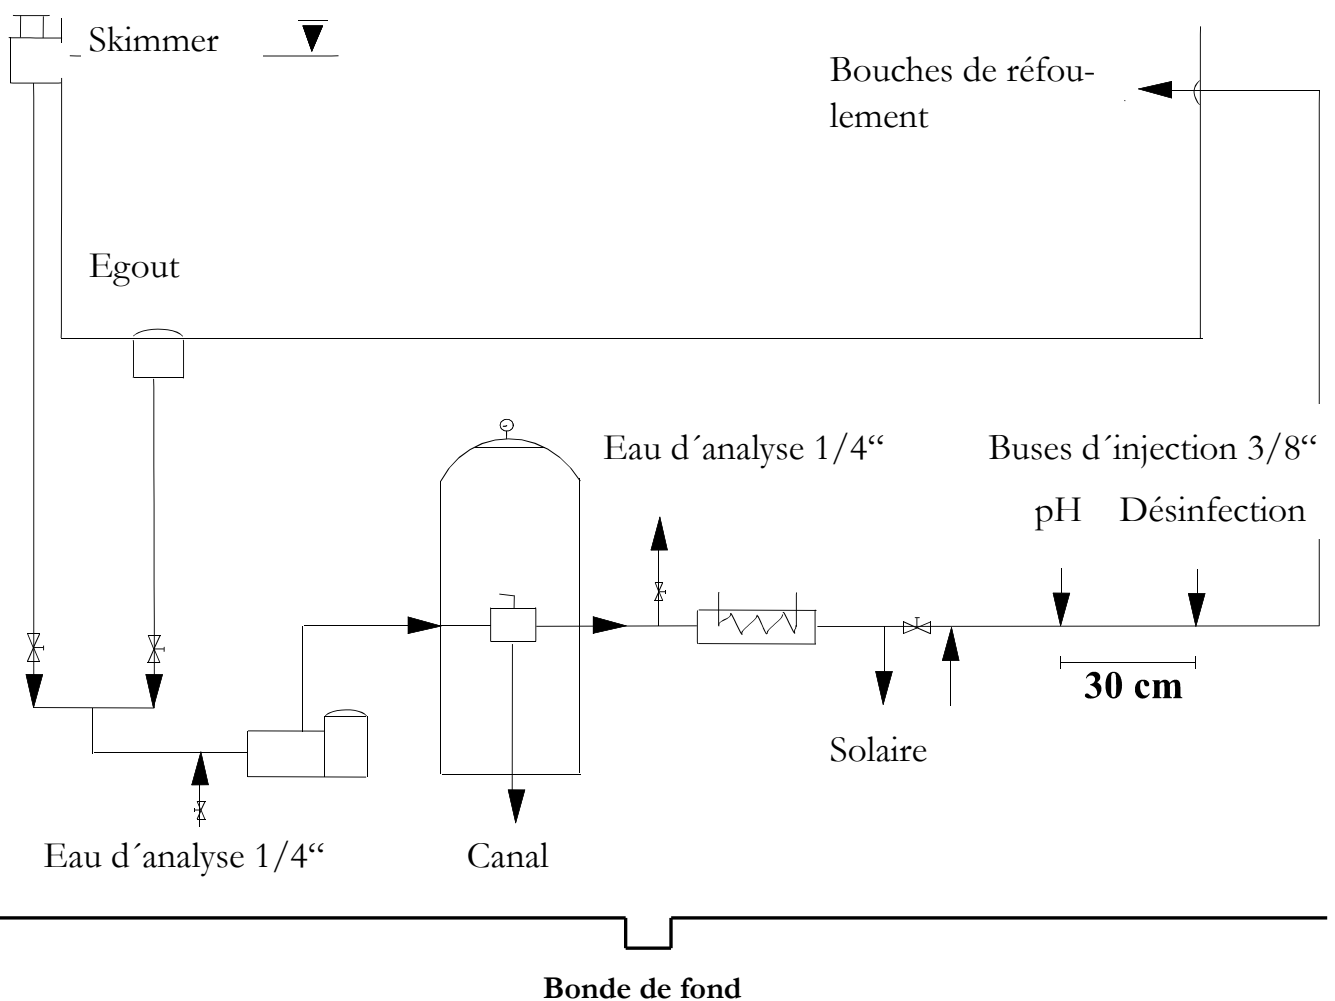 Skimmer
Bouches de réfou-
lement
Egout
Eau d´analyse 1/4“
Buses d´injection 3/8“
pH
Désinfection
30 cm
Solaire
Eau d´analyse 1/4“
Canal
Bonde de fond